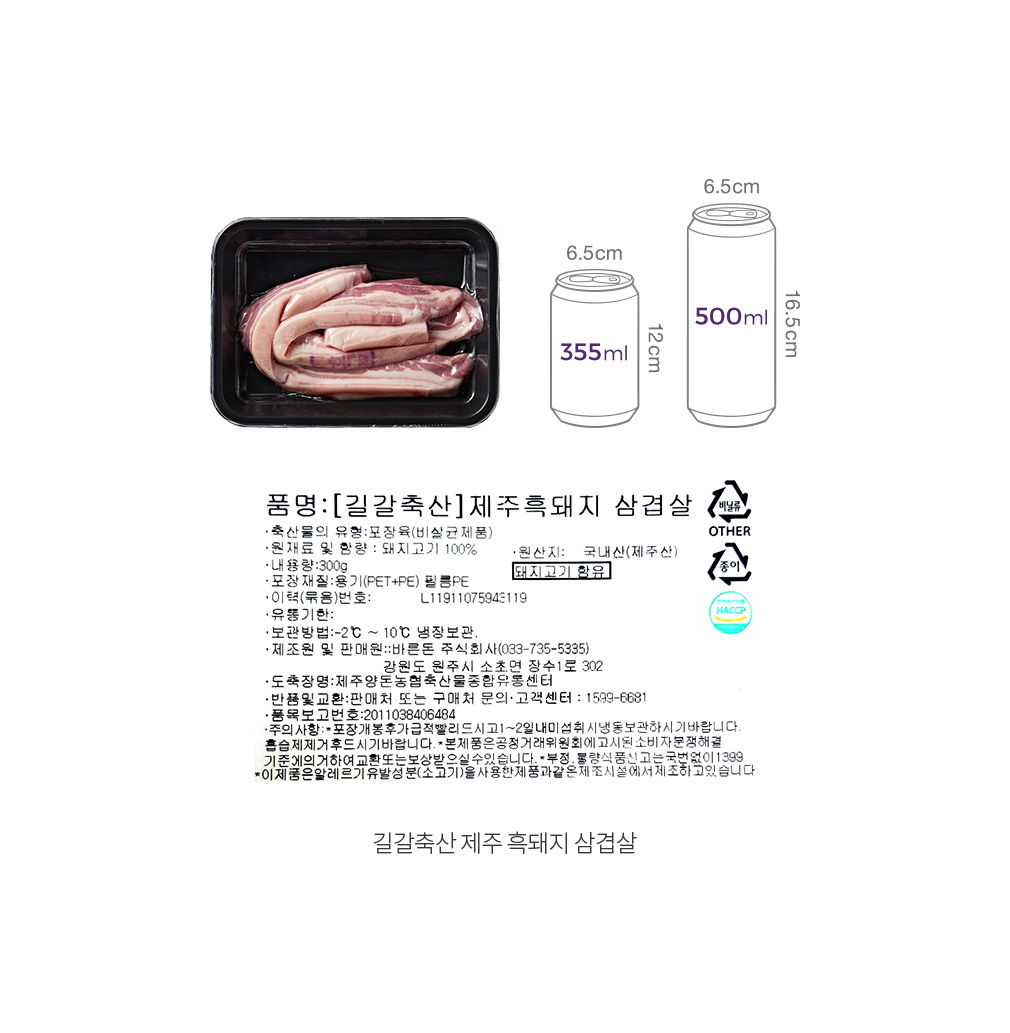 6.5cm
6.5cm
16.5cm
500ml
12cm
355ml
품명:[길갈축산]제주흑돼지 삼겹살
·축산물의 유형:포장육(비살균제품)
·원재료 및 함량 : 돼지고기 100%
·원산지: 국내산(제주산)
·내용량:300g
돼지고기 함유
·포장재질:용기(PET+PE) 필름PE
·이력(묶음)번호: L11911075943119
·유통기한:
·보관방법:-2℃ ~ 10℃ 냉장보관.
·제조원 및 판매원::바른돈 주식회사(033-735-5335)
강원도 원주시 소초면 장수1로 302
·도축장명:제주양돈농협축산물종합유통센터
·반품및교환:판매처 또는 구매처 문의·고객센터 : 1599-6681
·품목보고번호:2011038406484
·주의사항:*포장개봉후가급적빨리드시고1~2일내미섭취시냉동보관하시기바랍니다.
흡습제제거후드시기바랍니다.*본제품은공정거래위원회에고시된소비자분쟁해결
기준에의거하여교환또는보상받으실수있습니다.*부정.불량식품신고는국번없이1399
*이제품은알레르기유발성분(소고기)을사용한제품과같은제조시설에서제조하고있습니다
비닐류
OTHER
종이
HACCP
길갈축산 제주 흑돼지 삼겹살